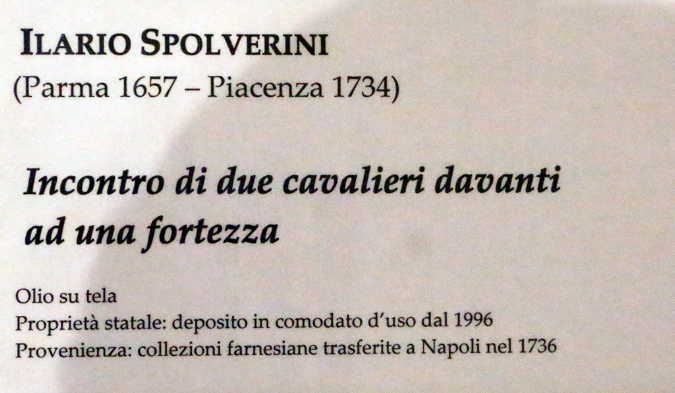 ILARIO SPOLVERINI
(Parma 1657 – Piacenza 1734)
Incontro di due cavalieri davanti
ad una fortezza
Olio su tela
Proprietà statale: deposito in comodato d'uso dal 1996
Provenienza: collezioni farnesiane trasferite a Napoli nel 1736